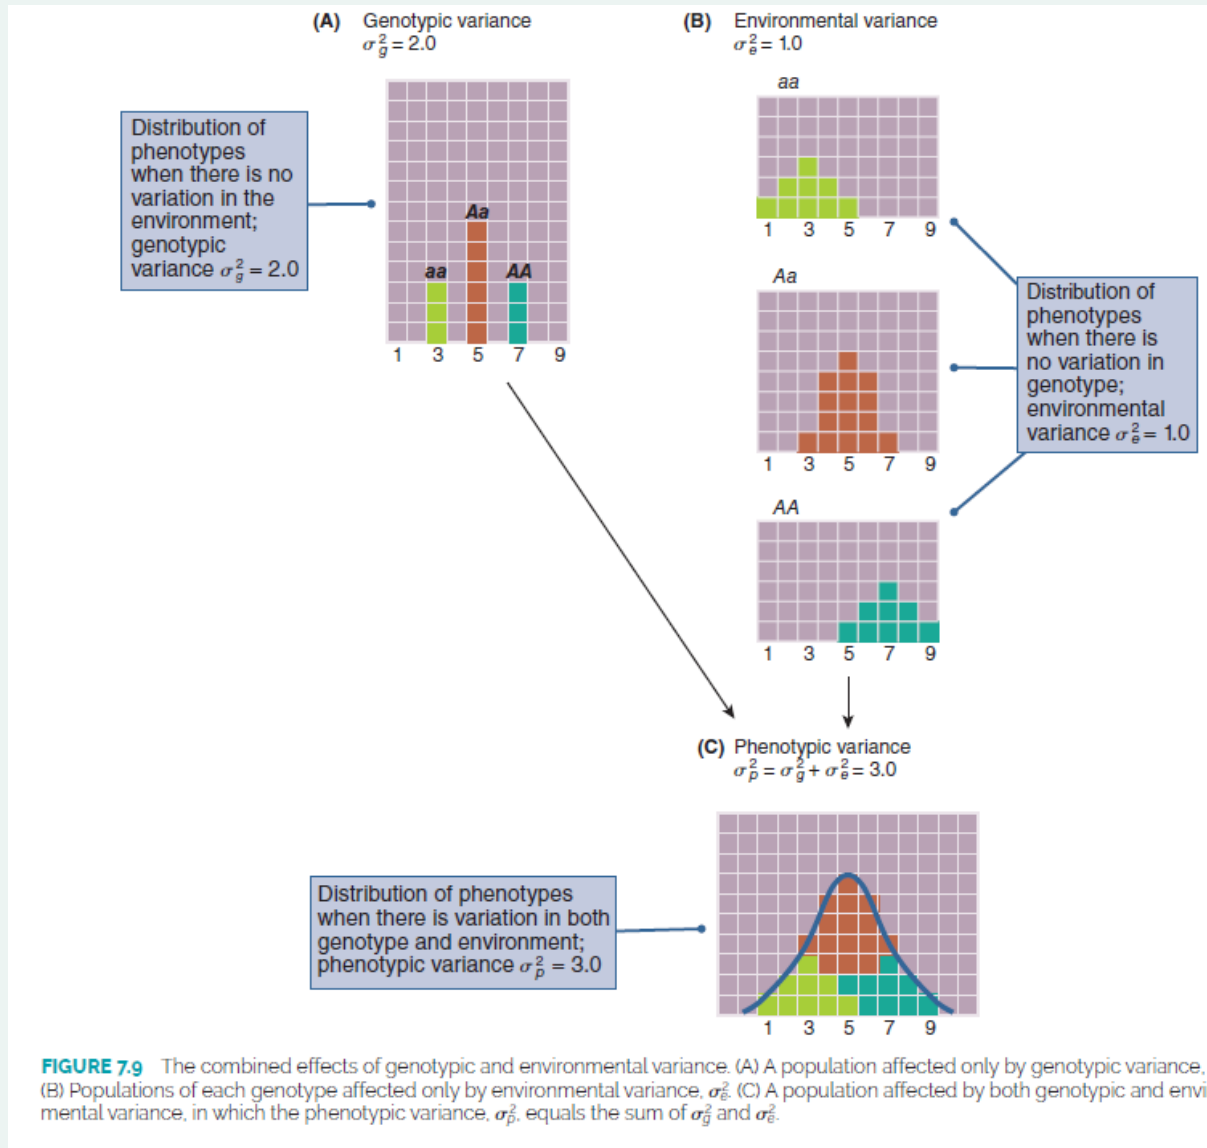 (A) Genotypic variance
σ²g = 2.0
(B) Environmental variance
σ²e = 1.0
Distribution of
phenotypes
when there is no
variation in the
environment;
genotypic
variance σ²g = 2.0
Aa
aa
AA
1 3 5 7 9
aa
1 3 5 7 9
Aa
1 3 5 7 9
AA
1 3 5 7 9
Distribution of
phenotypes
when there is
no variation in
genotype;
environmental
variance σ²e = 1.0
(C) Phenotypic variance
σ²p = σ²g + σ²e = 3.0
Distribution of phenotypes
when there is variation in both
genotype and environment;
phenotypic variance σ²p = 3.0
1 3 5 7 9
FIGURE 7.9 The combined effects of genotypic and environmental variance. (A) A population affected only by genotypic variance,
(B) Populations of each genotype affected only by environmental variance, σ²e. (C) A population affected by both genotypic and envi
mental variance, in which the phenotypic variance, σ²p, equals the sum of σ²g and σ²e.